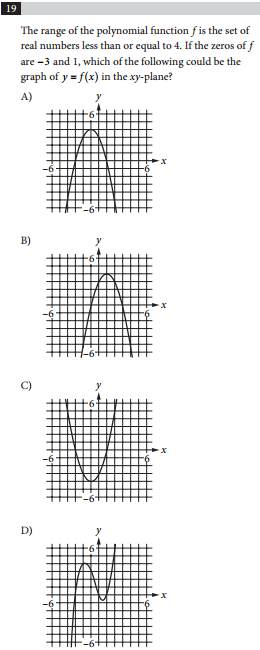 19
The range of the polynomial function f is the set of
real numbers less than or equal to 4. If the zeros of f
are −3 and 1, which of the following could be the
graph of y = f(x) in the xy-plane?
A)
y
6
x
−6
6
−6
B)
y
6
x
−6
6
−6
C)
y
6
x
−6
6
−6
D)
y
6
x
−6
6
−6